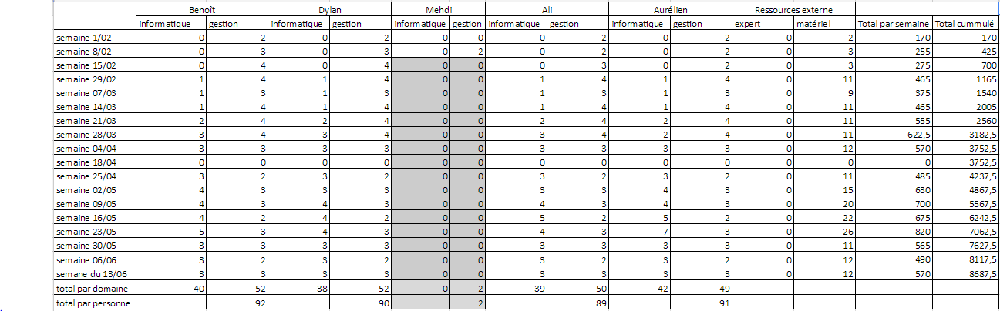 Benoît Dylan Mehdi Ali Aurélien Ressources externe
informatique gestion informatique gestion informatique gestion informatique gestion informatique gestion expert matériel Total par semaine Total cummulé
semaine 1/02 0 2 0 2 0 0 0 2 0 2 0 2 170 170
semaine 8/02 0 3 0 3 0 2 0 2 0 2 0 3 255 425
semaine 15/02 0 4 0 4 0 0 0 3 0 2 0 3 275 700
semaine 29/02 1 4 1 4 0 0 1 4 1 4 0 11 465 1165
semaine 07/03 1 3 1 3 0 0 1 3 1 3 0 9 375 1540
semaine 14/03 1 4 1 4 0 0 1 4 1 4 0 11 465 2005
semaine 21/03 2 4 2 4 0 0 2 4 2 4 0 11 555 2560
semaine 28/03 3 4 3 4 0 0 3 4 2 4 0 11 622,5 3182,5
semaine 04/04 3 3 3 3 0 0 3 3 3 3 0 12 570 3752,5
semaine 18/04 0 0 0 0 0 0 0 0 0 0 0 0 0 3752,5
semaine 25/04 3 2 3 2 0 0 3 2 3 2 0 11 485 4237,5
semaine 02/05 4 3 3 3 0 0 3 3 4 3 0 15 630 4867,5
semaine 09/05 4 3 4 3 0 0 4 3 4 3 0 20 700 5567,5
semaine 16/05 4 2 4 2 0 0 5 2 5 2 0 22 675 6242,5
semaine 23/05 5 3 4 3 0 0 4 3 7 3 0 26 820 7062,5
semaine 30/05 3 3 3 3 0 0 3 3 3 3 0 11 565 7627,5
semaine 06/06 3 2 3 2 0 0 3 2 3 2 0 12 490 8117,5
semane du 13/06 3 3 3 3 0 0 3 3 3 3 0 12 570 8687,5
total par domaine 40 52 38 52 0 2 39 50 42 49
total par personne 92 90 2 89 91